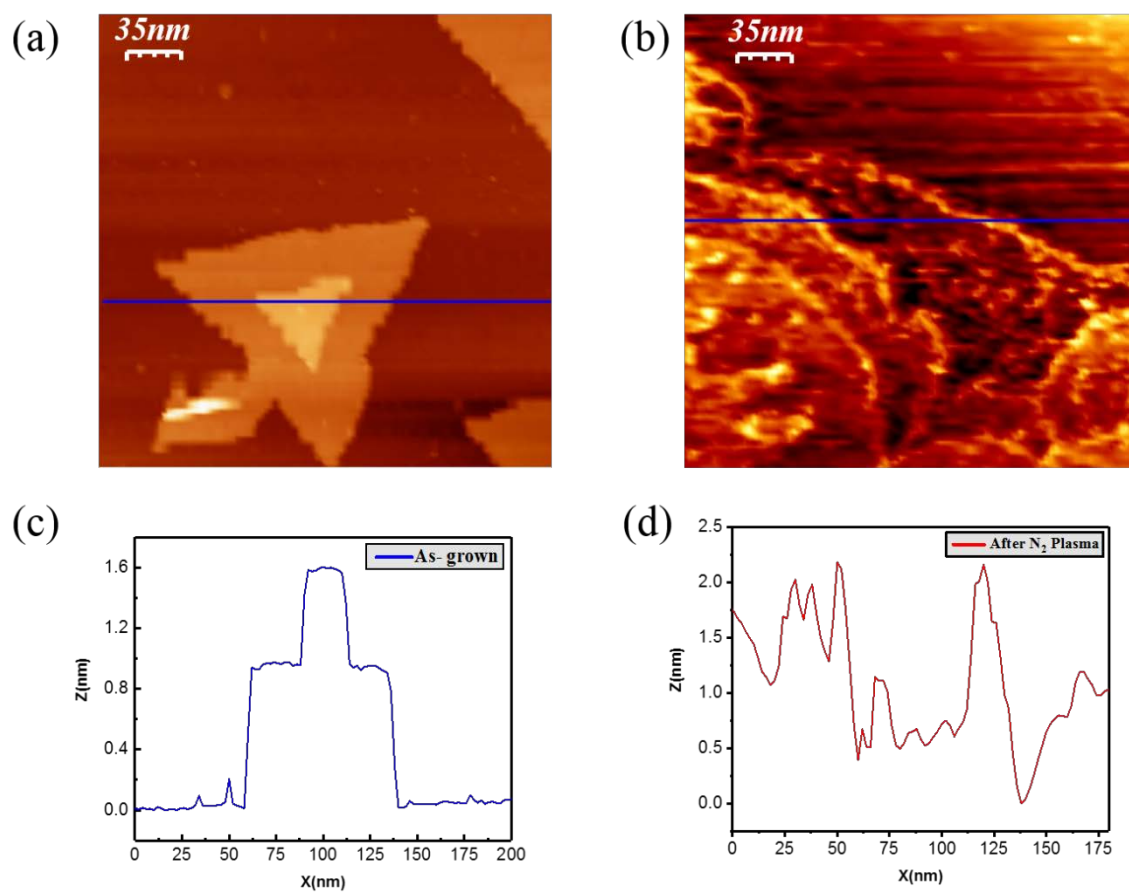 (a)
35nm
(b)
35nm
(c)
As- grown
1.6
1.2
0.8
0.4
0.0
Z(nm)
0 25 50 75 100 125 150 175 200
X(nm)
(d)
After N₂ Plasma
2.5
2.0
1.5
1.0
0.5
0.0
Z(nm)
0 25 50 75 100 125 150 175
X(nm)